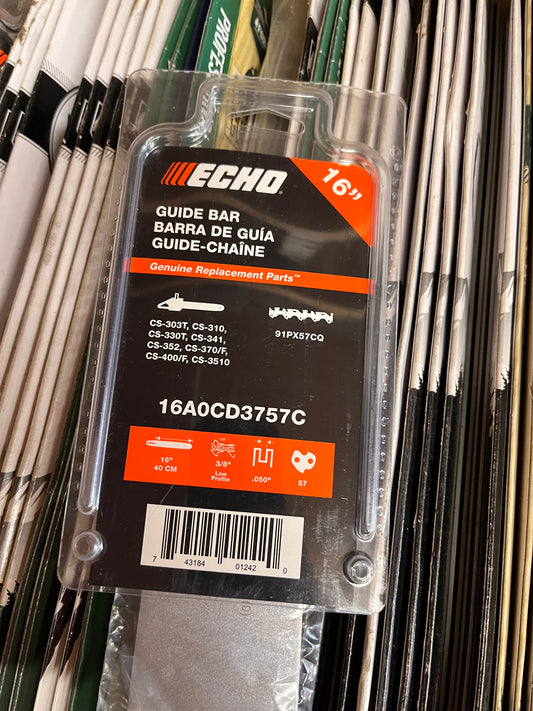 PROFES
ECHO
16"
GUIDE BAR
BARRA DE GUÍA
GUIDE-CHAÎNE
Genuine Replacement Parts™
CS-303T, CS-310,
CS-330T, CS-341,
CS-352, CS-370/F,
CS-400/F, CS-3510
91PX57CQ
16A0CD3757C
16"
40 CM
3/8"
Low
Profile
.050"
57
7 43184 01242 0